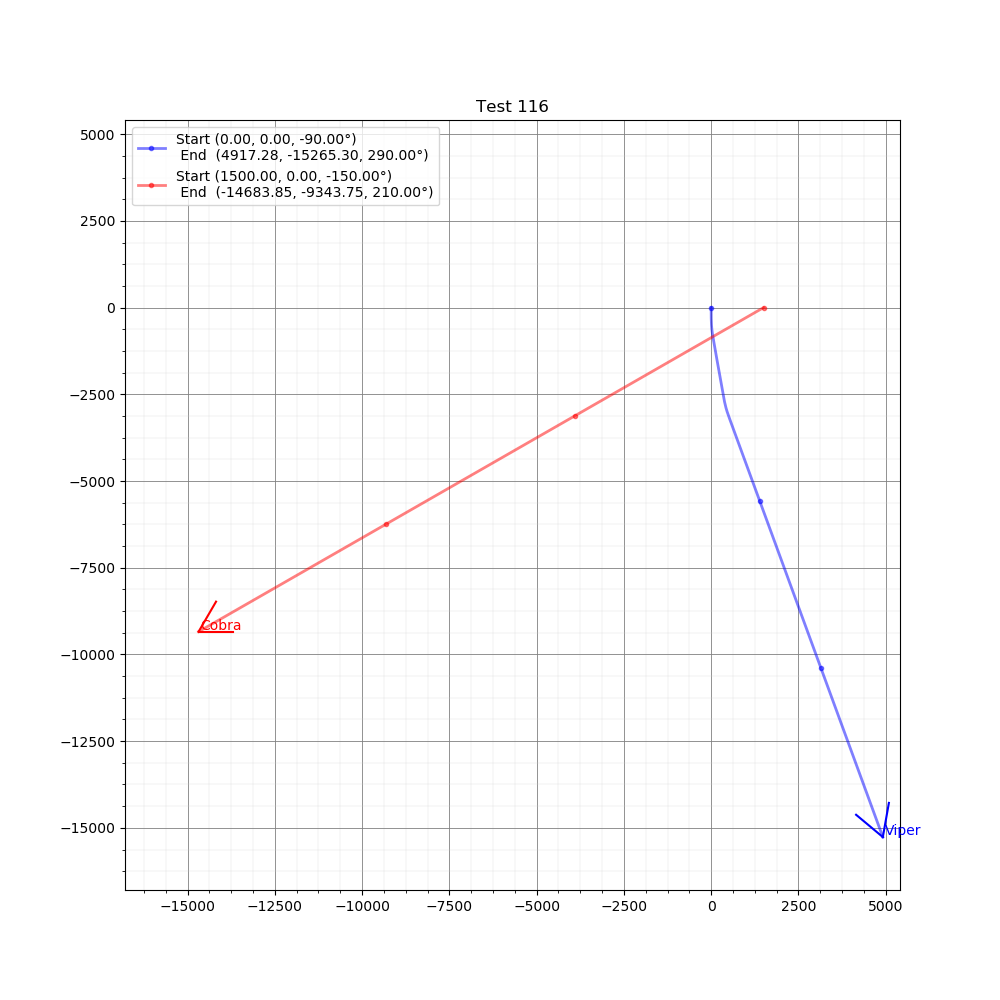 Test 116
Start (0.00, 0.00, -90.00°)
End (4917.28, -15265.30, 290.00°)
Start (1500.00, 0.00, -150.00°)
End (-14683.85, -9343.75, 210.00°)
5000
2500
0
−2500
−5000
−7500
−10000
−12500
−15000
Cobra
Viper
−15000 −12500 −10000 −7500 −5000 −2500 0 2500 5000